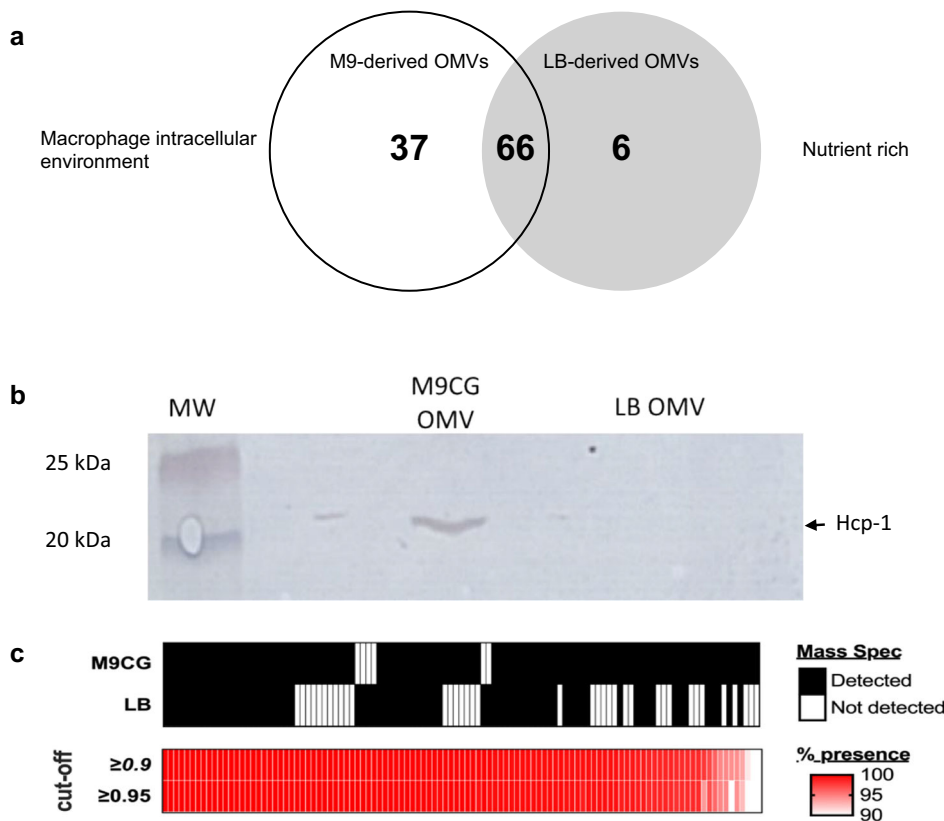 a
M9-derived OMVs
LB-derived OMVs
Macrophage intracellular
environment
37
66
6
Nutrient rich
b
MW
M9CG
OMV
LB OMV
25 kDa
20 kDa
Hcp-1
c
M9CG
LB
Mass Spec
Detected
Not detected
cut-off
≥0.9
≥0.95
% presence
100
95
90